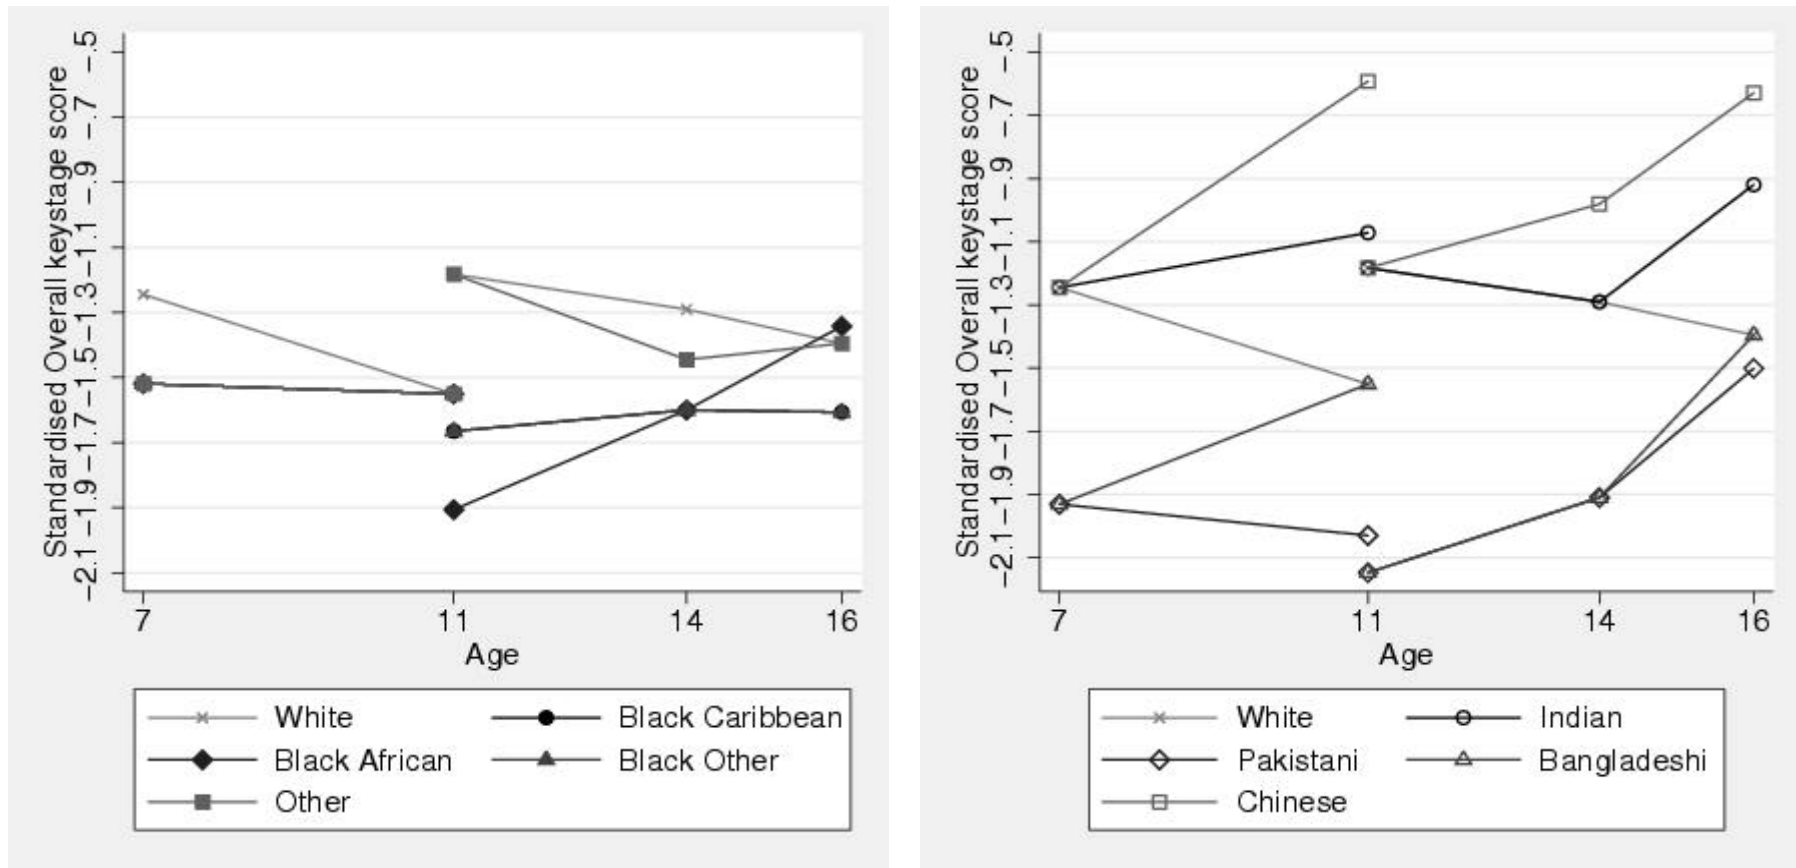 Standardised Overall keystage score
−.5
−.7
−.9
−1.1
−1.3
−1.5
−1.7
−1.9
−2.1
7 11 14 16
Age
White Black Caribbean
Black African Black Other
Other
Standardised Overall keystage score
−.5
−.7
−.9
−1.1
−1.3
−1.5
−1.7
−1.9
−2.1
7 11 14 16
Age
White Indian
Pakistani Bangladeshi
Chinese